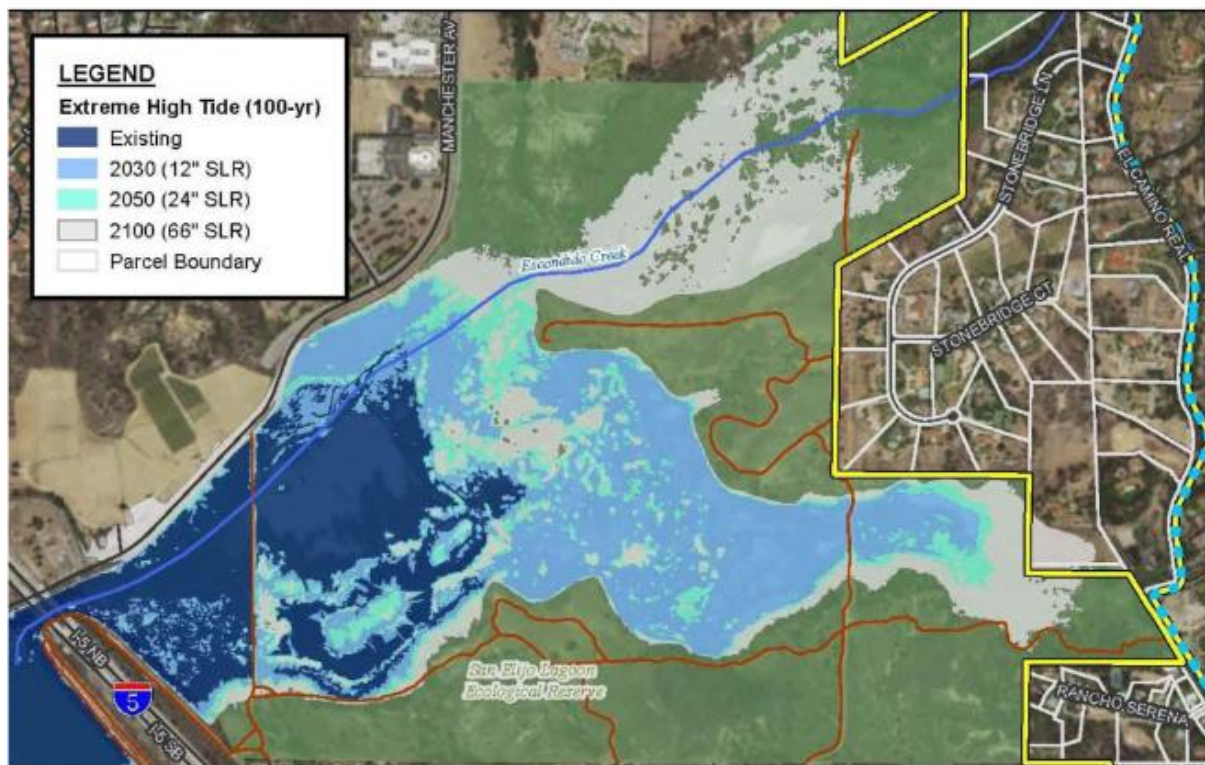 LEGEND
Extreme High Tide (100-yr)
Existing
2030 (12" SLR)
2050 (24" SLR)
2100 (66" SLR)
Parcel Boundary
MANCHESTER AV
STONEBRIDGE LN
EL CAMINO REAL
Escondido Creek
STONEBRIDGE CT
San Elijo Lagoon
Ecological Reserve
I-5 NB
5
I-5 SB
RANCHO SERENA